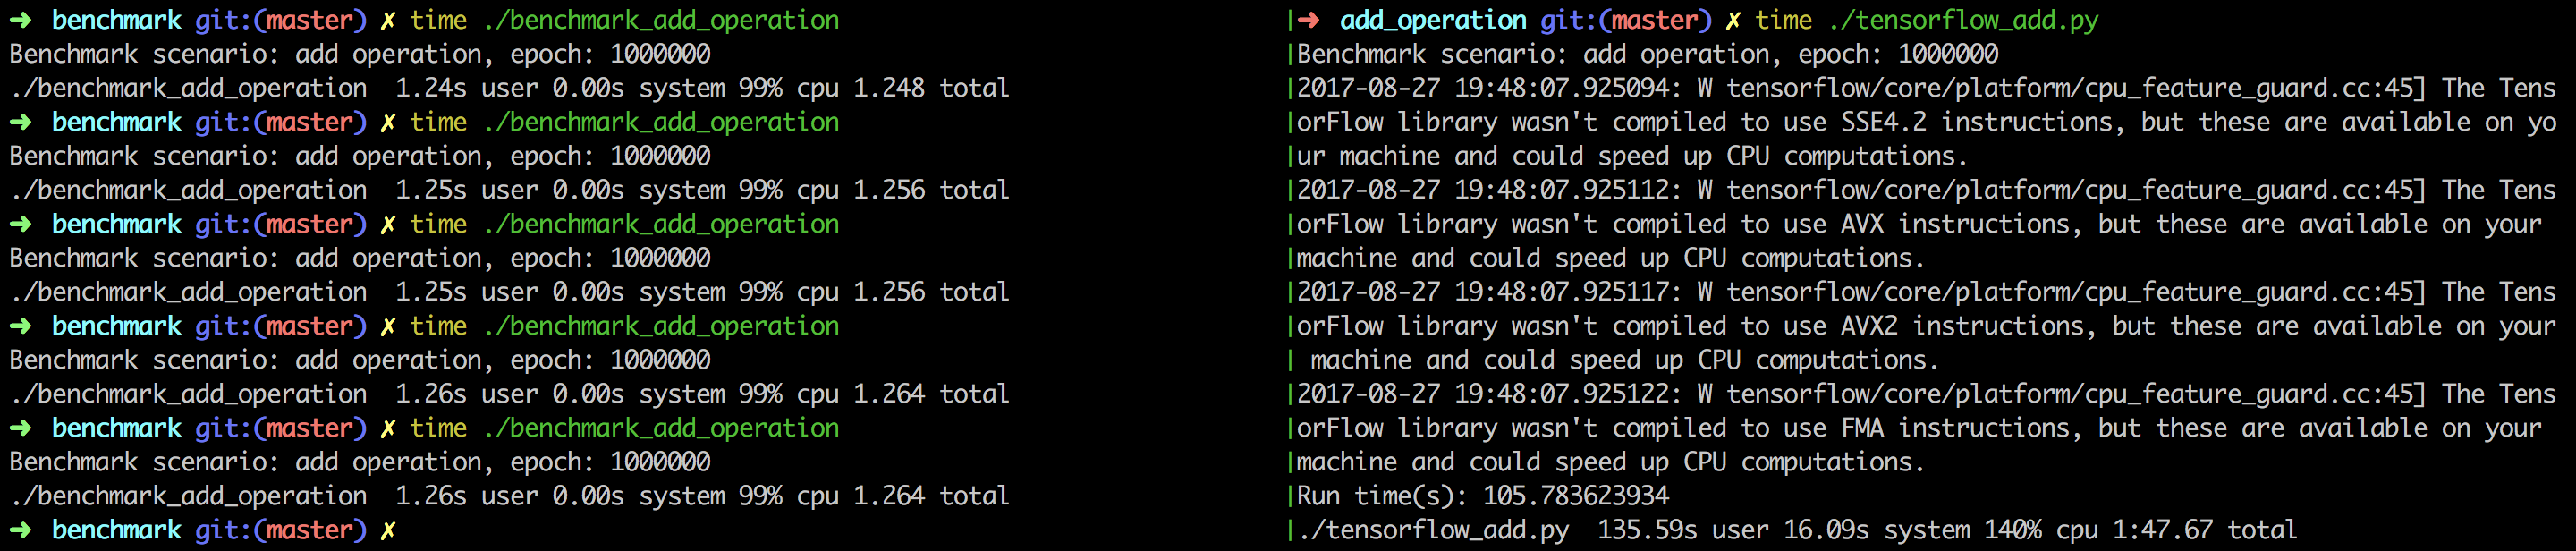 ➜  benchmark git:(master) ✗ time ./benchmark_add_operation
Benchmark scenario: add operation, epoch: 1000000
./benchmark_add_operation  1.24s user 0.00s system 99% cpu 1.248 total
➜  benchmark git:(master) ✗ time ./benchmark_add_operation
Benchmark scenario: add operation, epoch: 1000000
./benchmark_add_operation  1.25s user 0.00s system 99% cpu 1.256 total
➜  benchmark git:(master) ✗ time ./benchmark_add_operation
Benchmark scenario: add operation, epoch: 1000000
./benchmark_add_operation  1.25s user 0.00s system 99% cpu 1.256 total
➜  benchmark git:(master) ✗ time ./benchmark_add_operation
Benchmark scenario: add operation, epoch: 1000000
./benchmark_add_operation  1.26s user 0.00s system 99% cpu 1.264 total
➜  benchmark git:(master) ✗ time ./benchmark_add_operation
Benchmark scenario: add operation, epoch: 1000000
./benchmark_add_operation  1.26s user 0.00s system 99% cpu 1.264 total
➜  benchmark git:(master) ✗
➜  add_operation git:(master) ✗ time ./tensorflow_add.py
Benchmark scenario: add operation, epoch: 1000000
2017-08-27 19:48:07.925094: W tensorflow/core/platform/cpu_feature_guard.cc:45] The Tens
orFlow library wasn't compiled to use SSE4.2 instructions, but these are available on yo
ur machine and could speed up CPU computations.
2017-08-27 19:48:07.925112: W tensorflow/core/platform/cpu_feature_guard.cc:45] The Tens
orFlow library wasn't compiled to use AVX instructions, but these are available on your
machine and could speed up CPU computations.
2017-08-27 19:48:07.925117: W tensorflow/core/platform/cpu_feature_guard.cc:45] The Tens
orFlow library wasn't compiled to use AVX2 instructions, but these are available on your
 machine and could speed up CPU computations.
2017-08-27 19:48:07.925122: W tensorflow/core/platform/cpu_feature_guard.cc:45] The Tens
orFlow library wasn't compiled to use FMA instructions, but these are available on your
machine and could speed up CPU computations.
Run time(s): 105.783623934
./tensorflow_add.py  135.59s user 16.09s system 140% cpu 1:47.67 total